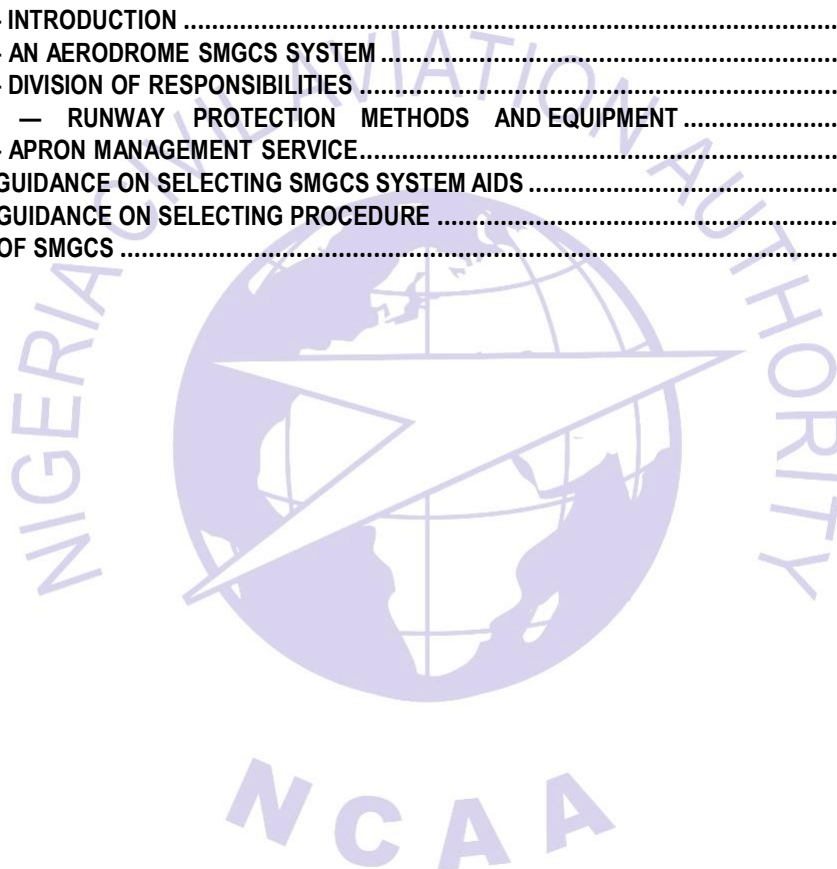 - INTRODUCTION ................................................................................................................................................
- AN AERODROME SMGCS SYSTEM ................................................................................................
- DIVISION OF RESPONSIBILITIES ................................................................................................
— RUNWAY PROTECTION METHODS AND EQUIPMENT ................................
- APRON MANAGEMENT SERVICE................................................................................................
GUIDANCE ON SELECTING SMGCS SYSTEM AIDS ................................................................
GUIDANCE ON SELECTING PROCEDURE ................................................................................
OF SMGCS ................................................................................................................................................
NIGERIA CIVIL AVIATION AUTHORITY
NCAA